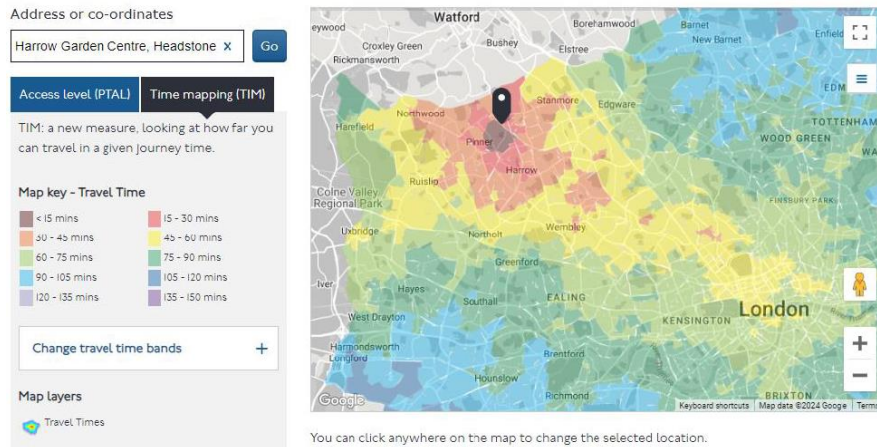 Address or co-ordinates
Harrow Garden Centre, Headstone x
Go
Access level (PTAL)
Time mapping (TIM)
TIM: a new measure, looking at how far you
can travel in a given journey time.
Map key - Travel Time
< 15 mins
15 - 30 mins
30 - 45 mins
45 - 60 mins
60 - 75 mins
75 - 90 mins
90 - 105 mins
105 - 120 mins
120 - 135 mins
135 - 150 mins
Change travel time bands +
Map layers
Travel Times
Watford
eywood
Croxley Green
Bushey
Borehamwood
Barnet
New Barnet
Enfield
Rickmansworth
Elstree
EDM
Northwood
Stanmore
Edgware
Harefield
TOTTENHAM
WOOD GREEN
WA
Pinner
Harrow
Ruislip
Colne Valley
Regional Park
FINSBURY PARK
Uxbridge
Northolt
Wembley
Greenford
Iver
Hayes
Southall
EALING
London
West Drayton
KENSINGTON
Harmondsworth
Longford
Brentford
Hounslow
Richmond
BRIXTON
Google
Keyboard shortcuts
Map data ©2024 Google
Terms
You can click anywhere on the map to change the selected location.